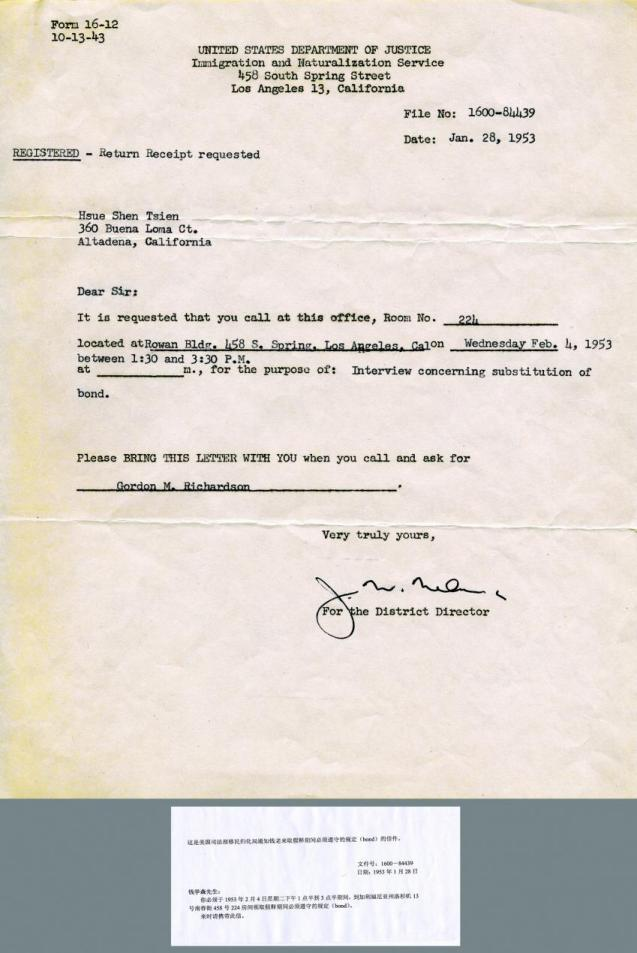 Form 16-12
10-13-43
UNITED STATES DEPARTMENT OF JUSTICE
Immigration and Naturalization Service
458 South Spring Street
Los Angeles 13, California
File No: 1600-84439
Date: Jan. 28, 1953
REGISTERED - Return Receipt requested
Hsue Shen Tsien
360 Buena Loma Ct.
Altadena, California
Dear Sir:
It is requested that you call at this office, Room No. 224
located at Rowan Bldg. 458 S. Spring, Los Angeles, Cal on Wednesday Feb. 4, 1953
between 1:30 and 3:30 P.M.
at m., for the purpose of: Interview concerning substitution of
bond.
Please BRING THIS LETTER WITH YOU when you call and ask for
Gordon M. Richardson.
Very truly yours,
For the District Director
这是美国司法部移民归化局通知钱老来取假释期间必须遵守的规定（bond）的信件。
文件号：1600—84439
日期：1953 年 1 月 28 日
钱学森先生：
你必须于 1953 年 2 月 4 日星期二下午 1 点半到 3 点半期间，到加利福尼亚州洛杉矶 13
号南春街 458 号 224 房间领取假释期间必须遵守的规定（bond）。
来时请携带此信。